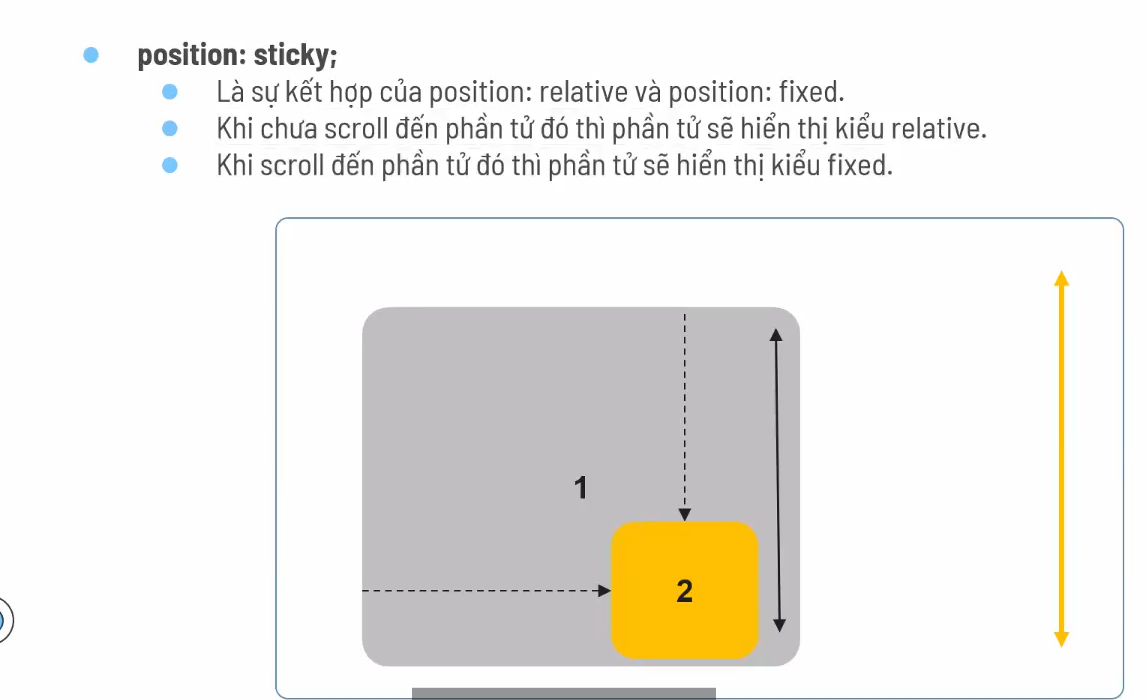 position: sticky;
Là sự kết hợp của position: relative và position: fixed.
Khi chưa scroll đến phần tử đó thì phần tử sẽ hiển thị kiểu relative.
Khi scroll đến phần tử đó thì phần tử sẽ hiển thị kiểu fixed.
1
2